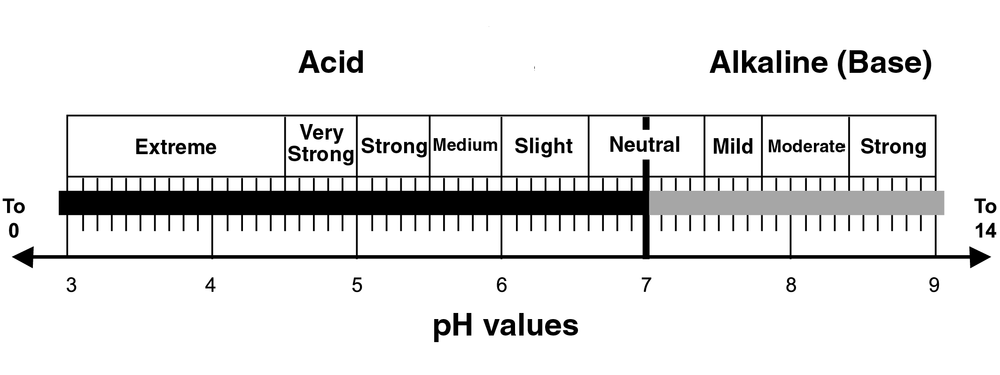 Acid Alkaline (Base)
Extreme Very Strong Strong Medium Slight Neutral Mild Moderate Strong
To 0 To 14
3 4 5 6 7 8 9
pH values